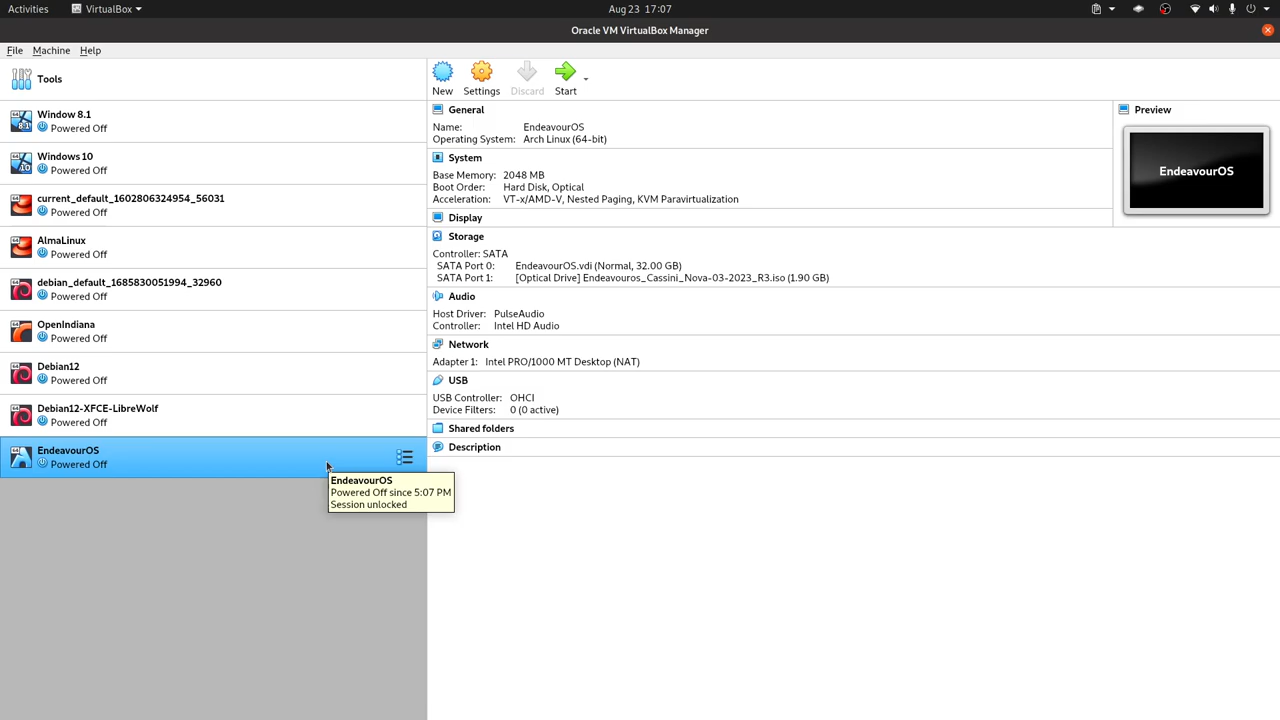 Activities
VirtualBox
Aug 23 17:07
Oracle VM VirtualBox Manager
File Machine Help
Tools
Window 8.1
Powered Off
Windows 10
Powered Off
current_default_1602806324954_56031
Powered Off
AlmaLinux
Powered Off
debian_default_1685830051994_32960
Powered Off
OpenIndiana
Powered Off
Debian12
Powered Off
Debian12-XFCE-LibreWolf
Powered Off
EndeavourOS
Powered Off
EndeavourOS
Powered Off since 5:07 PM
Session unlocked
New Settings Discard Start
General
Name: EndeavourOS
Operating System: Arch Linux (64-bit)
System
Base Memory: 2048 MB
Boot Order: Hard Disk, Optical
Acceleration: VT-x/AMD-V, Nested Paging, KVM Paravirtualization
Display
Storage
Controller: SATA
SATA Port 0: EndeavourOS.vdi (Normal, 32.00 GB)
SATA Port 1: [Optical Drive] Endeavouros_Cassini_Nova-03-2023_R3.iso (1.90 GB)
Audio
Host Driver: PulseAudio
Controller: Intel HD Audio
Network
Adapter 1: Intel PRO/1000 MT Desktop (NAT)
USB
USB Controller: OHCI
Device Filters: 0 (0 active)
Shared folders
Description
Preview
EndeavourOS